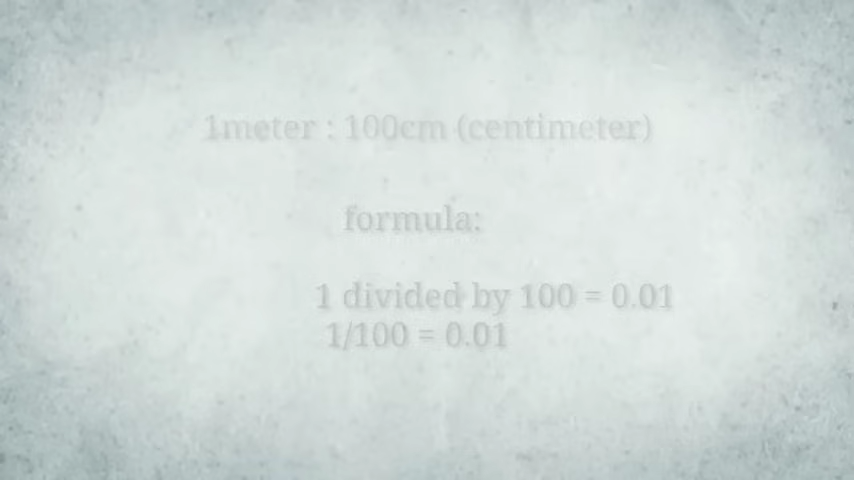 1meter : 100cm (centimeter)
formula:
1 divided by 100 = 0.01
1/100 = 0.01